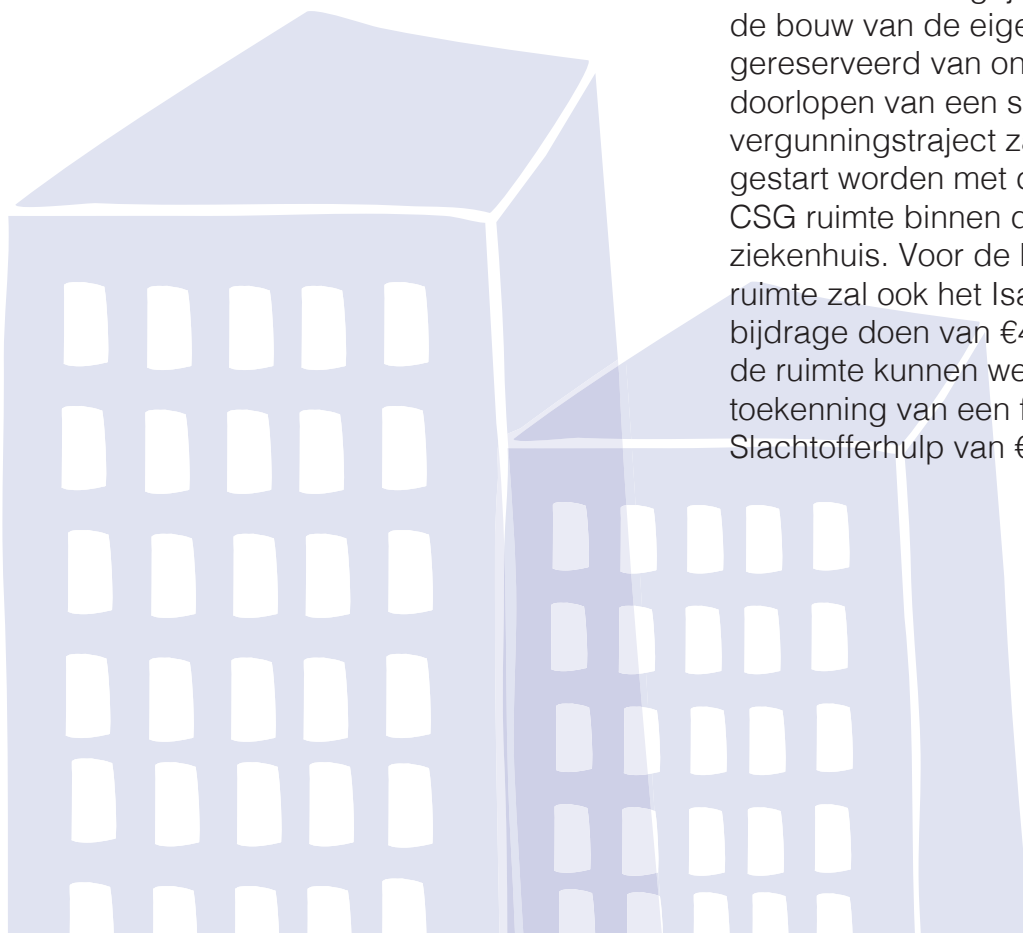 de bouw van de eige
gereserveerd van on
doorlopen van een s
vergunningstraject za
gestart worden met
CSG ruimte binnen
ziekenhuis. Voor de
ruimte zal ook het Isa
bijdrage doen van €4
de ruimte kunnen we
toekenning van een
Slachtofferhulp van €